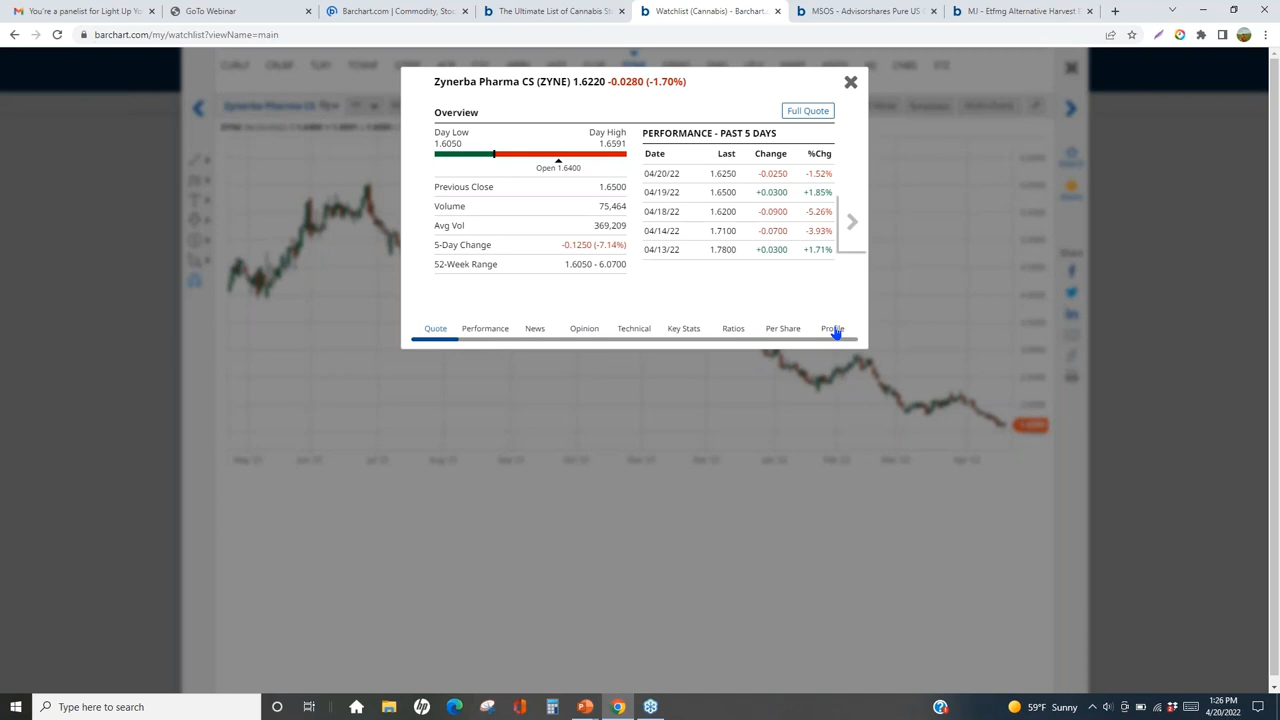 You're a panelist for Light Up Yo
GoTo Webinar
Barchart.com | Commodity, Stoc
The Ultimate List of Cannabis Sto
Watchlist (Cannabis) - Barchart.
MSOS - Advisorshares Pure US C
MJ - Etfmg Alternative Harvest E
barchart.com/my/watchlist?viewName=main
Zynerba Pharma CS (ZYNE) 1.6220 -0.0280 (-1.70%)
Overview
Full Quote
Day Low
Day High
1.6050
1.6591
Open 1.6400
Previous Close 1.6500
Volume 75,464
Avg Vol 369,209
5-Day Change -0.1250 (-7.14%)
52-Week Range 1.6050 - 6.0700
PERFORMANCE - PAST 5 DAYS
Date Last Change %Chg
04/20/22 1.6250 -0.0250 -1.52%
04/19/22 1.6500 +0.0300 +1.85%
04/18/22 1.6200 -0.0900 -5.26%
04/14/22 1.7100 -0.0700 -3.93%
04/13/22 1.7800 +0.0300 +1.71%
Quote Performance News Opinion Technical Key Stats Ratios Per Share Profile
Zynerba Pharma CS
Type here to search
59°F Sunny
1:26 PM
4/20/2022